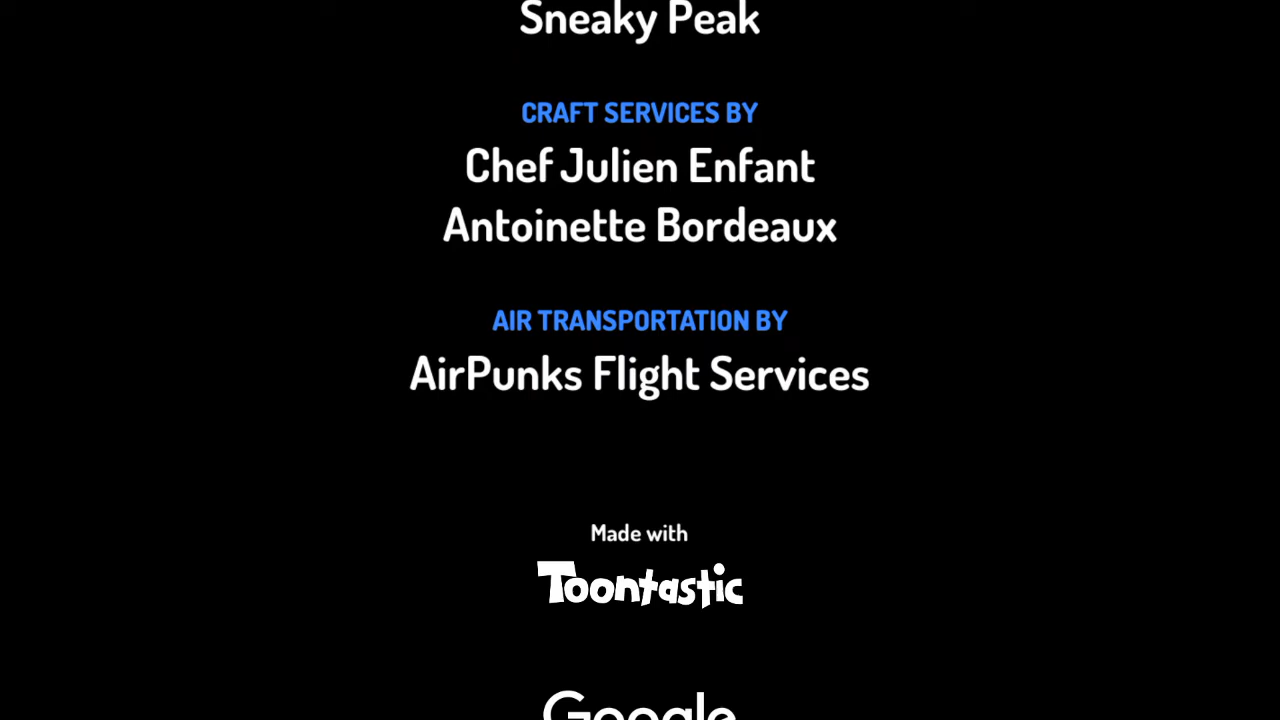 Sneaky Peak
CRAFT SERVICES BY
Chef Julien Enfant
Antoinette Bordeaux
AIR TRANSPORTATION BY
AirPunks Flight Services
Made with
Toontastic
Google